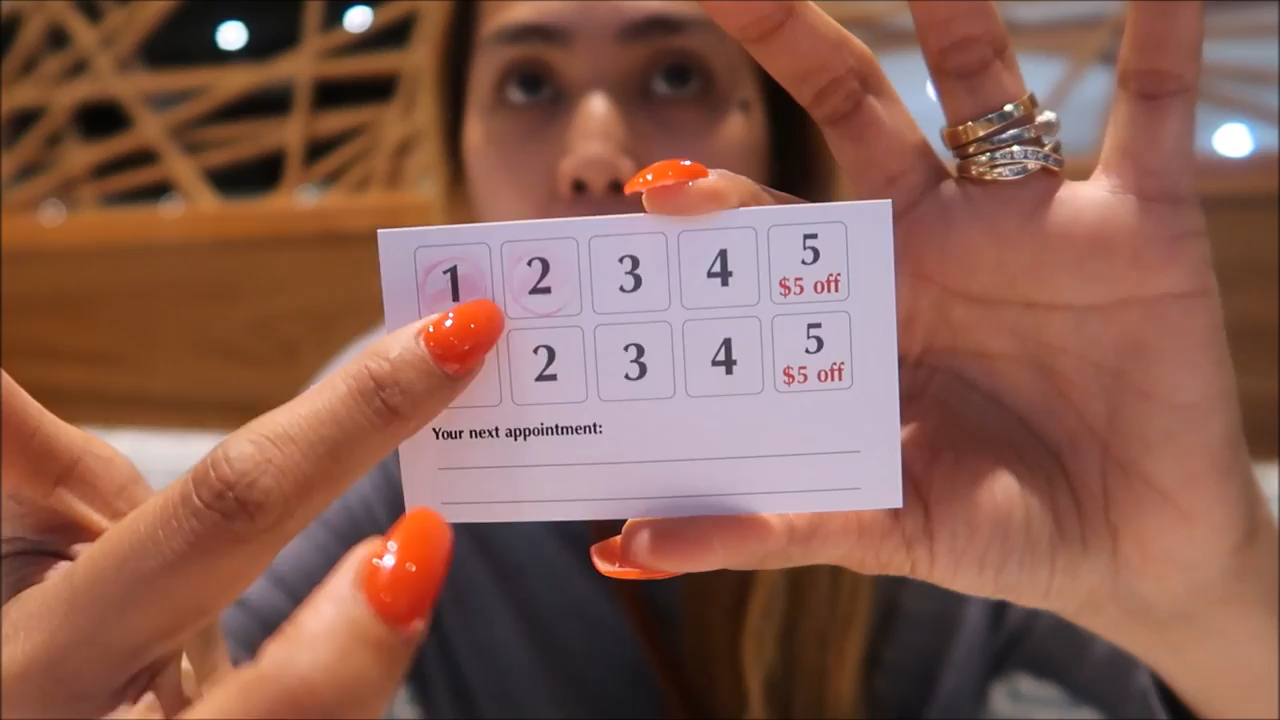 1 2 3 4 5
$5 off
2 3 4 5
$5 off
Your next appointment: